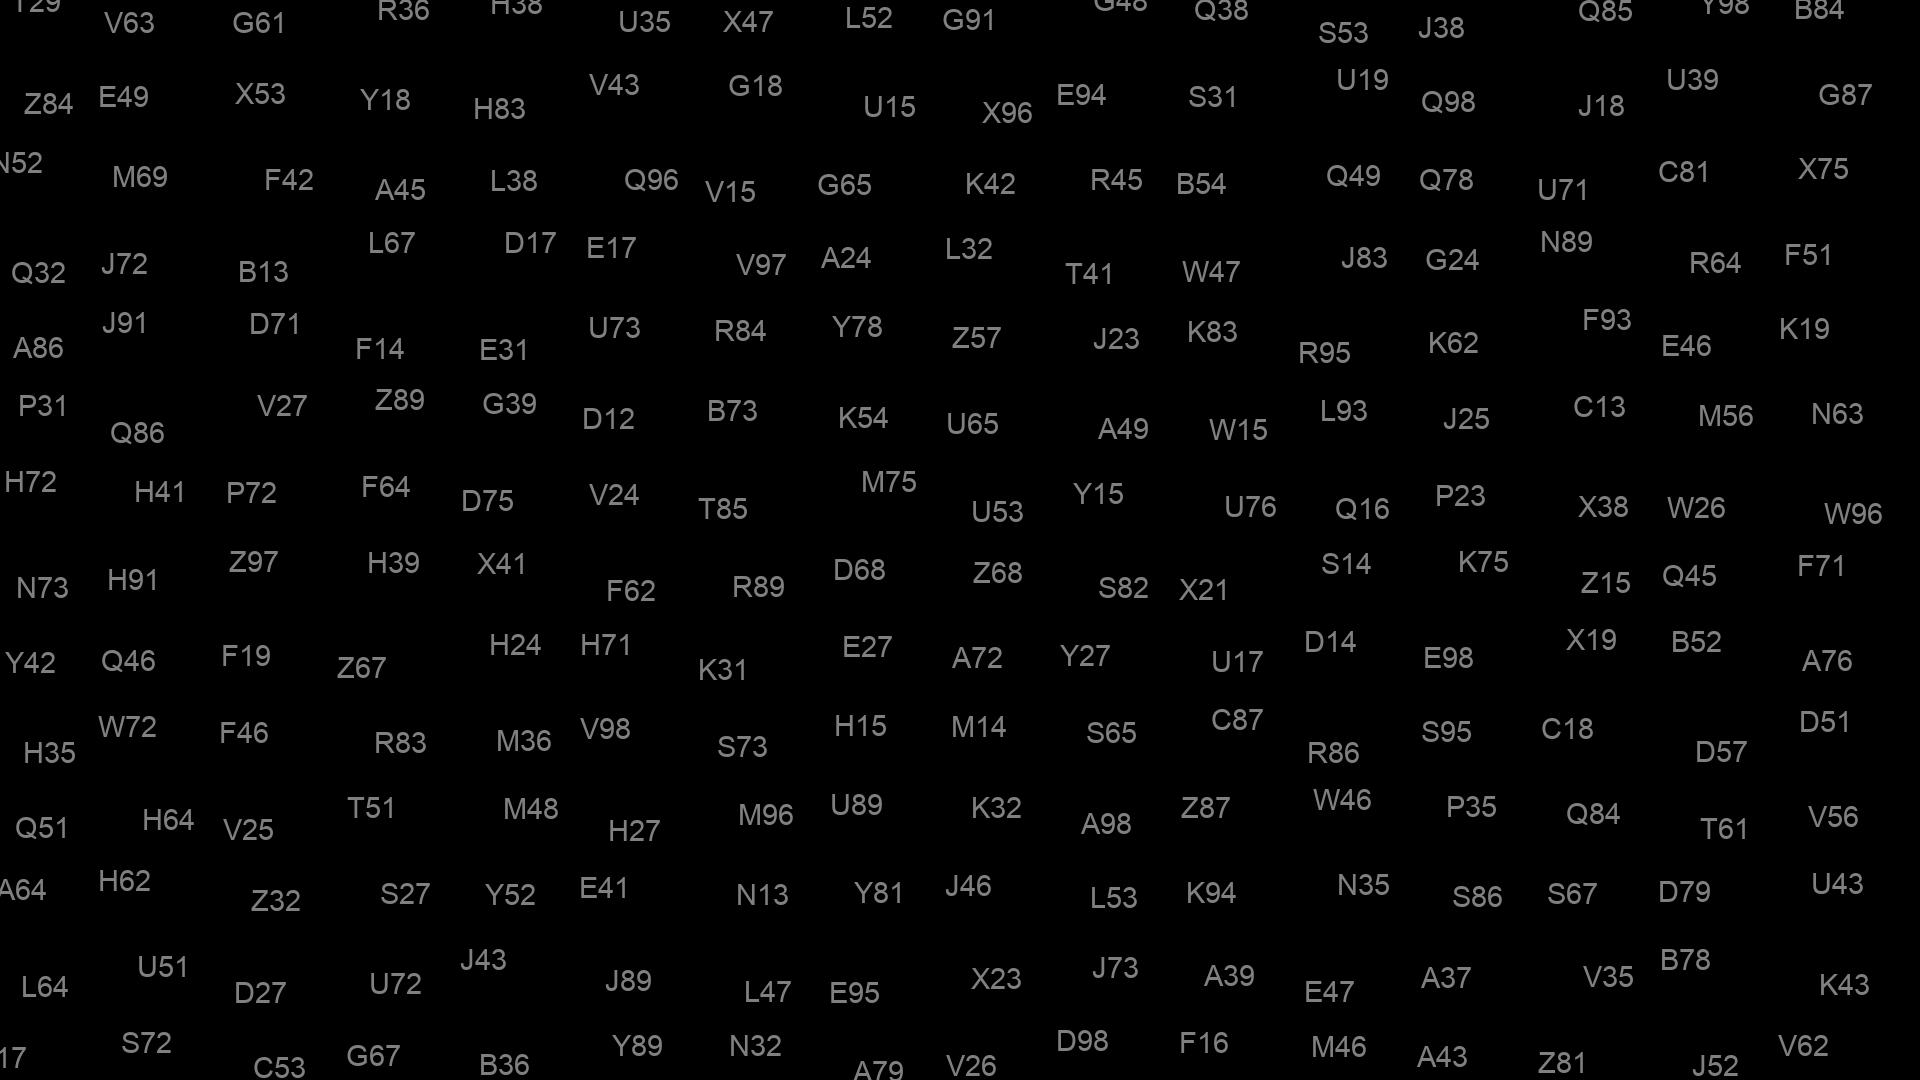 T29 V63 G61 R36 H38 U35 X47 L52 G91 G48 Q38 S53 J38 Q85 Y98 B84
Z84 E49 X53 Y18 H83 V43 G18 U15 X96 E94 S31 U19 Q98 J18 U39 G87
N52 M69 F42 A45 L38 Q96 V15 G65 K42 R45 B54 Q49 Q78 U71 C81 X75
Q32 J72 B13 L67 D17 E17 V97 A24 L32 T41 W47 J83 G24 N89 R64 F51
A86 J91 D71 F14 E31 U73 R84 Y78 Z57 J23 K83 R95 K62 F93 E46 K19
P31 Q86 V27 Z89 G39 D12 B73 K54 U65 A49 W15 L93 J25 C13 M56 N63
H72 H41 P72 F64 D75 V24 T85 M75 U53 Y15 U76 Q16 P23 X38 W26 W96
N73 H91 Z97 H39 X41 F62 R89 D68 Z68 S82 X21 S14 K75 Z15 Q45 F71
Y42 Q46 F19 Z67 H24 H71 K31 E27 A72 Y27 U17 D14 E98 X19 B52 A76
H35 W72 F46 R83 M36 V98 S73 H15 M14 S65 C87 R86 S95 C18 D57 D51
Q51 H64 V25 T51 M48 H27 M96 U89 K32 A98 Z87 W46 P35 Q84 T61 V56
A64 H62 Z32 S27 Y52 E41 N13 Y81 J46 L53 K94 N35 S86 S67 D79 U43
L64 U51 D27 U72 J43 J89 L47 E95 X23 J73 A39 E47 A37 V35 B78 K43
17 S72 C53 G67 B36 Y89 N32 A79 V26 D98 F16 M46 A43 Z81 J52 V62